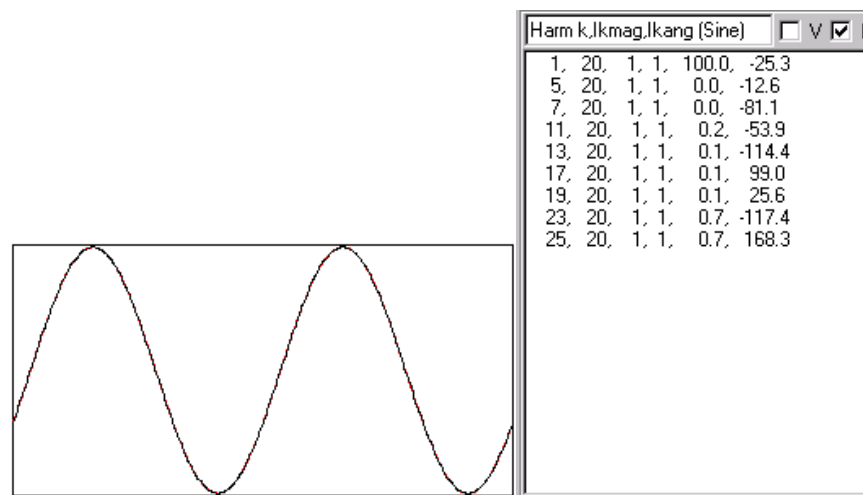 Harm k,Ikmag,Ikang (Sine) V
1, 20, 1, 1, 100.0, -25.3
5, 20, 1, 1, 0.0, -12.6
7, 20, 1, 1, 0.0, -81.1
11, 20, 1, 1, 0.2, -53.9
13, 20, 1, 1, 0.1, -114.4
17, 20, 1, 1, 0.1, 99.0
19, 20, 1, 1, 0.1, 25.6
23, 20, 1, 1, 0.7, -117.4
25, 20, 1, 1, 0.7, 168.3